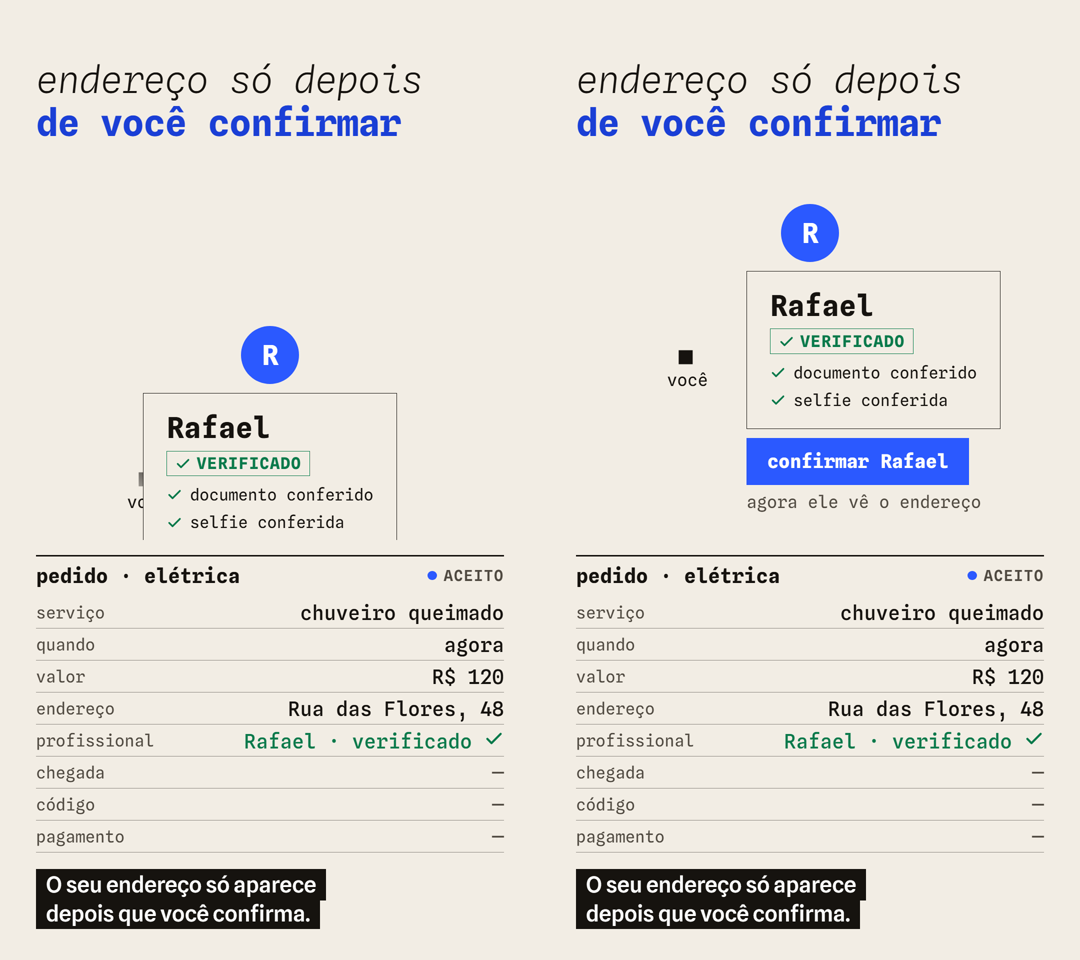 endereço só depois
de você confirmar
R
Rafael
VERIFICADO
documento conferido
selfie conferida
pedido · elétrica
ACEITO
serviço chuveiro queimado
quando agora
valor R$ 120
endereço Rua das Flores, 48
profissional Rafael · verificado ✓
chegada —
código —
pagamento —
O seu endereço só aparece
depois que você confirma.
endereço só depois
de você confirmar
R
Rafael
VERIFICADO
documento conferido
selfie conferida
você
confirmar Rafael
agora ele vê o endereço
pedido · elétrica
ACEITO
serviço chuveiro queimado
quando agora
valor R$ 120
endereço Rua das Flores, 48
profissional Rafael · verificado ✓
chegada —
código —
pagamento —
O seu endereço só aparece
depois que você confirma.